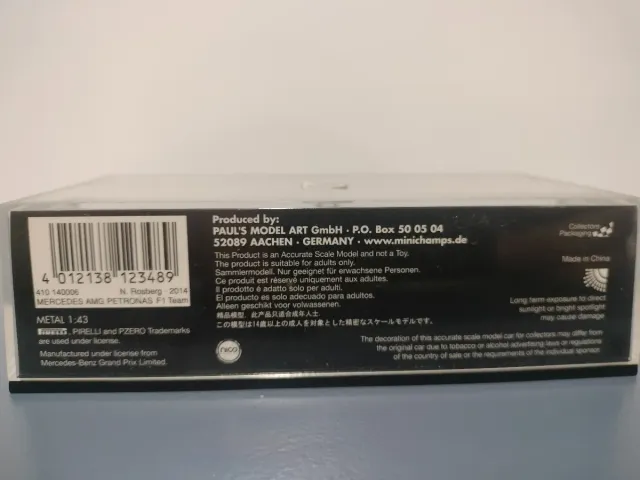 4 012138 123489
410 140006 N. Rosberg 2014
MERCEDES AMG PETRONAS F1 Team
METAL 1:43
PIRELLI, PIRELLI and PZERO Trademarks
are used under license.
Manufactured under license from
Mercedes-Benz Grand Prix Limited.
Produced by:
PAUL'S MODEL ART GmbH · P.O. Box 50 05 04
52089 AACHEN · GERMANY · www.minichamps.de
This Product is an Accurate Scale Model and not a Toy.
The product is suitable for adults only.
Sammlermodell. Nur geeignet für erwachsene Personen.
Ce produit est réservé uniquement aux adultes.
Il prodotto è adatto solo per adulti.
El producto es solo adecuado para adultos.
Alleen geschikt voor volwassenen.
精品模型，此产品只适合成年人士.
この模型は14歳以上の成人を対象とした精密なスケールモデルです。
nico
Collectors
Packaging
Made in China
Long term exposure to direct
sunlight or bright spotlight
may cause damage
The decoration of this accurate scale model car for collectors may differ from
the original car due to tobacco or alcohol advertising laws or regulations
of the country of sale or the requirements of the individual sponsor.